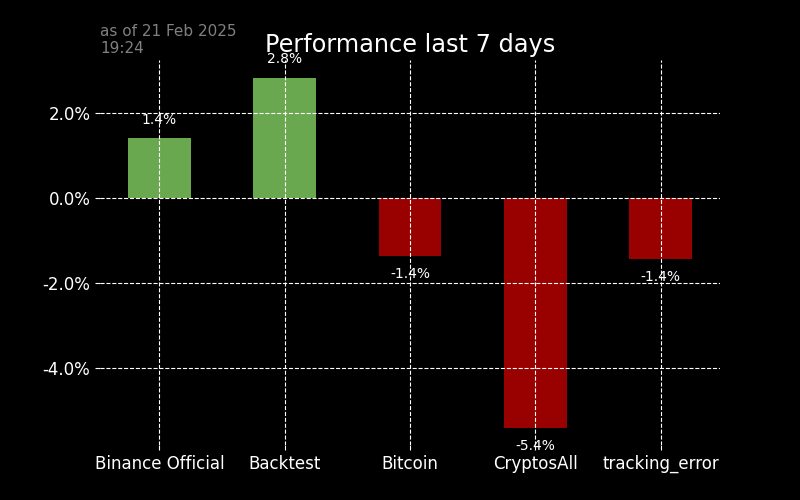 as of 21 Feb 2025
19:24
Performance last 7 days
2.8%
1.4%
2.0%
0.0%
-1.4%
-1.4%
-2.0%
-4.0%
-5.4%
Binance Official
Backtest
Bitcoin
CryptosAll
tracking_error